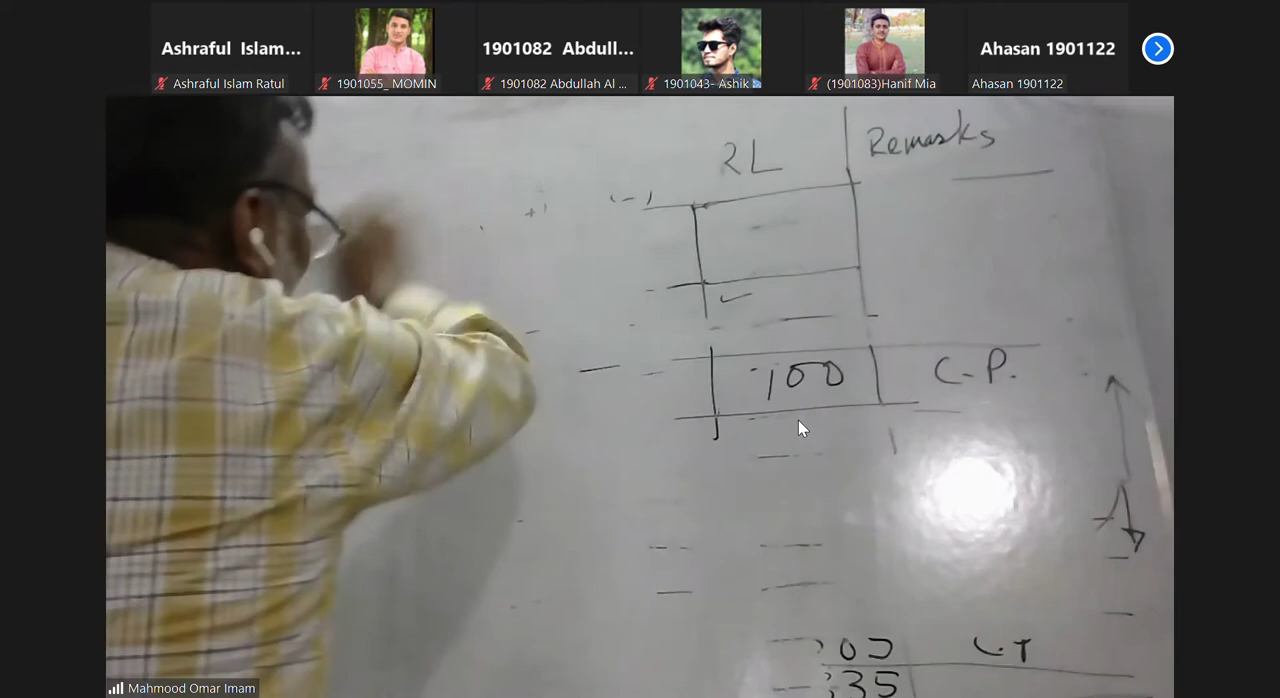 Ashraful Islam...
1901082 Abdull...
Ahasan 1901122
Ashraful Islam Ratul
1901055_ MOMIN
1901082 Abdullah Al ...
1901043- Ashik
(1901083)Hanif Mia
Ahasan 1901122
RL
Remarks
+
(-)
100
C.P.
A
35
Mahmood Omar Imam